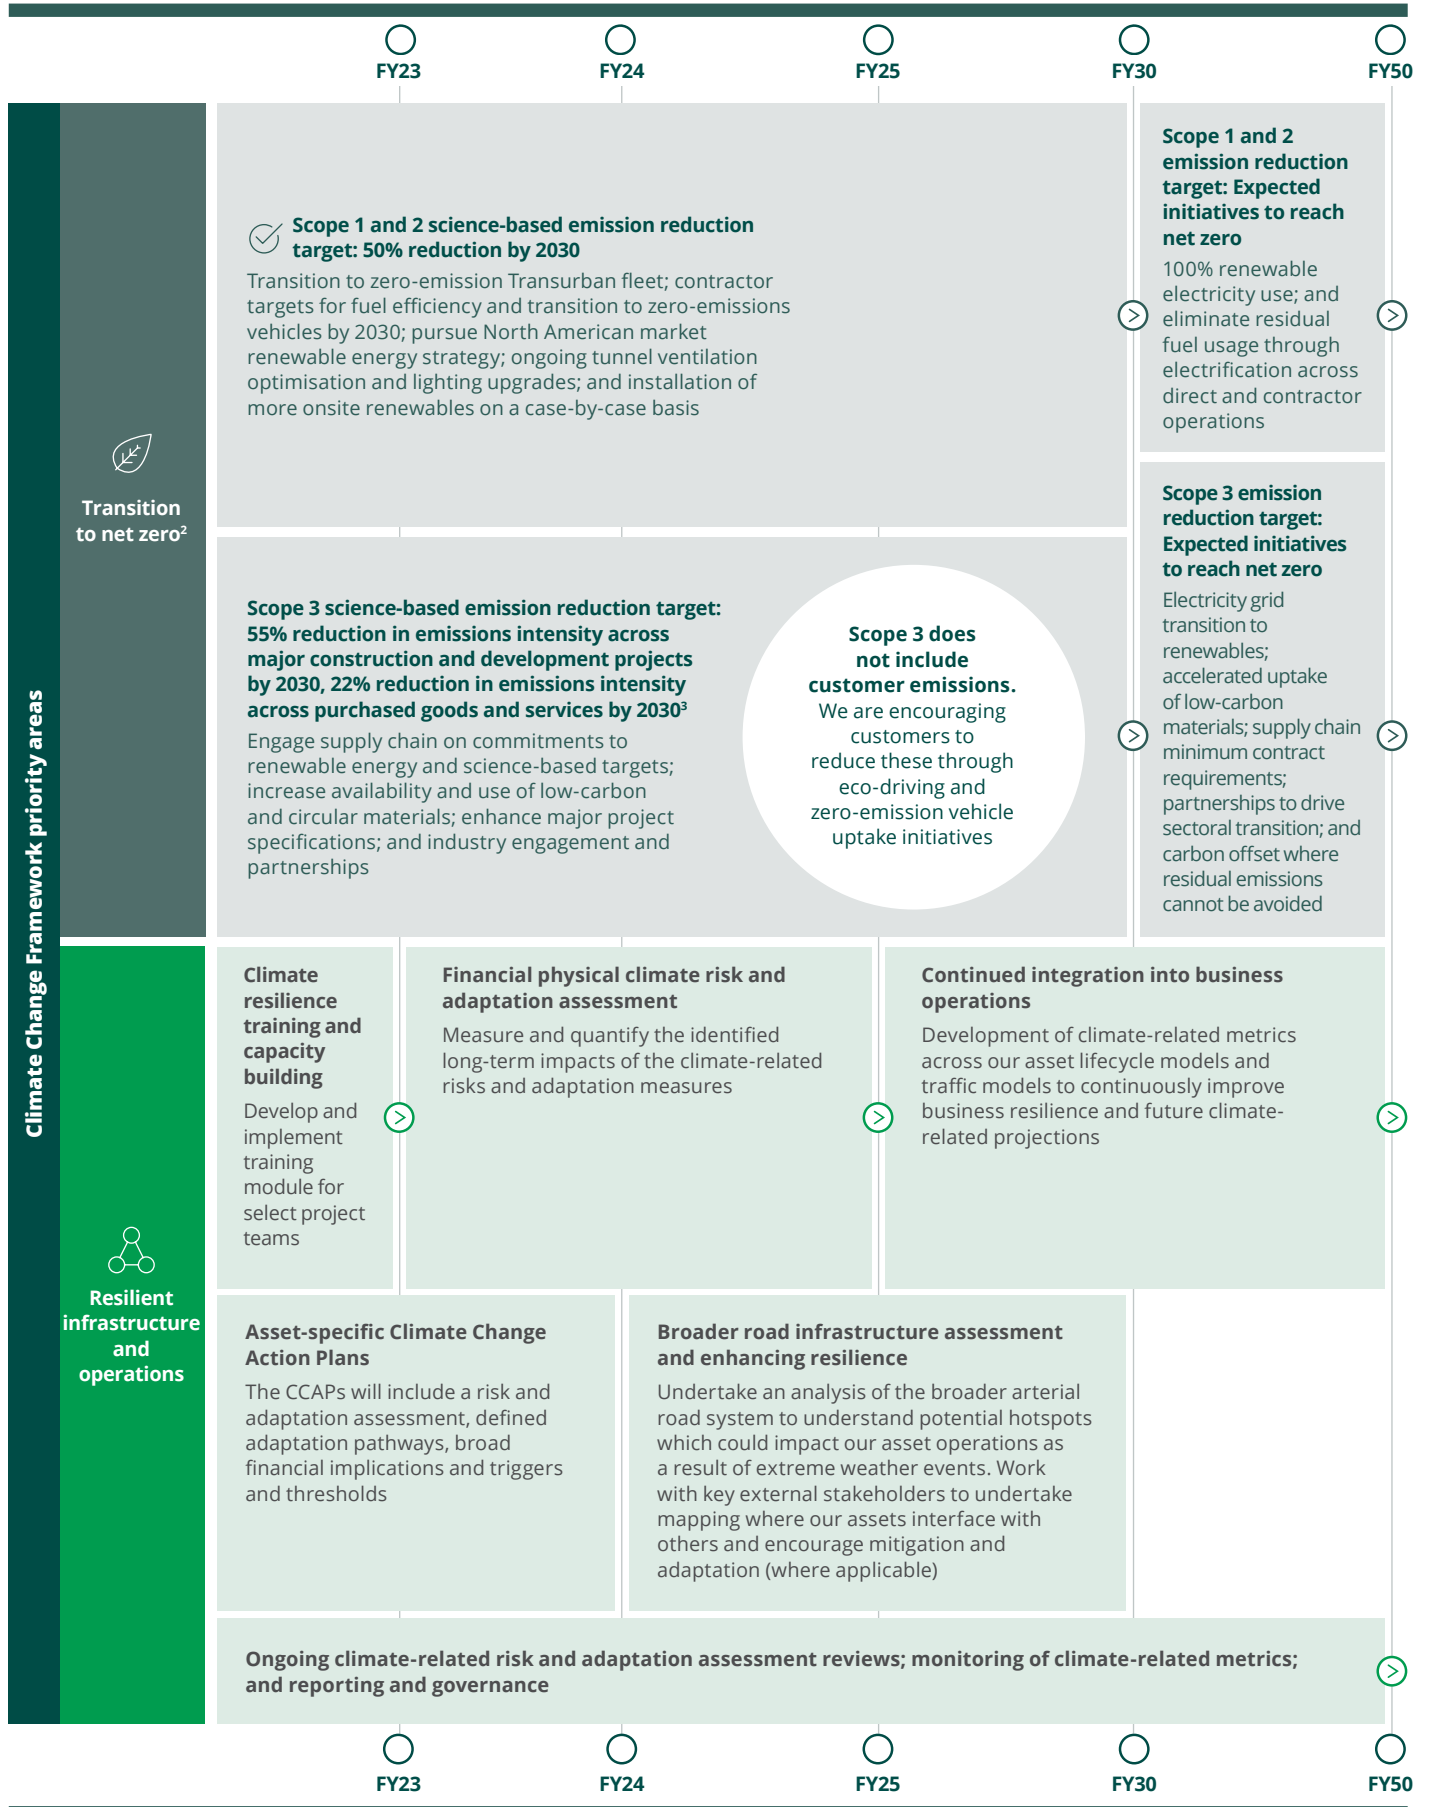 FY23
FY24
FY25
FY30
FY50
Climate Change Framework priority areas
Transition
to net zero²
Scope 1 and 2 science-based emission reduction
target: 50% reduction by 2030
Transition to zero-emission Transurban fleet; contractor
targets for fuel efficiency and transition to zero-emissions
vehicles by 2030; pursue North American market
renewable energy strategy; ongoing tunnel ventilation
optimisation and lighting upgrades; and installation of
more onsite renewables on a case-by-case basis
Scope 1 and 2
emission reduction
target: Expected
initiatives to reach
net zero
100% renewable
electricity use; and
eliminate residual
fuel usage through
electrification across
direct and contractor
operations
Scope 3 science-based emission reduction target:
55% reduction in emissions intensity across
major construction and development projects
by 2030, 22% reduction in emissions intensity
across purchased goods and services by 2030³
Engage supply chain on commitments to
renewable energy and science-based targets;
increase availability and use of low-carbon
and circular materials; enhance major project
specifications; and industry engagement and
partnerships
Scope 3 does
not include
customer emissions.
We are encouraging
customers to
reduce these through
eco-driving and
zero-emission vehicle
uptake initiatives
Scope 3 emission
reduction target:
Expected initiatives
to reach net zero
Electricity grid
transition to
renewables;
accelerated uptake
of low-carbon
materials; supply chain
minimum contract
requirements;
partnerships to drive
sectoral transition; and
carbon offset where
residual emissions
cannot be avoided
Resilient
infrastructure
and
operations
Climate
resilience
training and
capacity
building
Develop and
implement
training
module for
select project
teams
Financial physical climate risk and
adaptation assessment
Measure and quantify the identified
long-term impacts of the climate-related
risks and adaptation measures
Continued integration into business
operations
Development of climate-related metrics
across our asset lifecycle models and
traffic models to continuously improve
business resilience and future climate-
related projections
Asset-specific Climate Change
Action Plans
The CCAPs will include a risk and
adaptation assessment, defined
adaptation pathways, broad
financial implications and triggers
and thresholds
Broader road infrastructure assessment
and enhancing resilience
Undertake an analysis of the broader arterial
road system to understand potential hotspots
which could impact our asset operations as
a result of extreme weather events. Work
with key external stakeholders to undertake
mapping where our assets interface with
others and encourage mitigation and
adaptation (where applicable)
Ongoing climate-related risk and adaptation assessment reviews; monitoring of climate-related metrics;
and reporting and governance
FY23
FY24
FY25
FY30
FY50